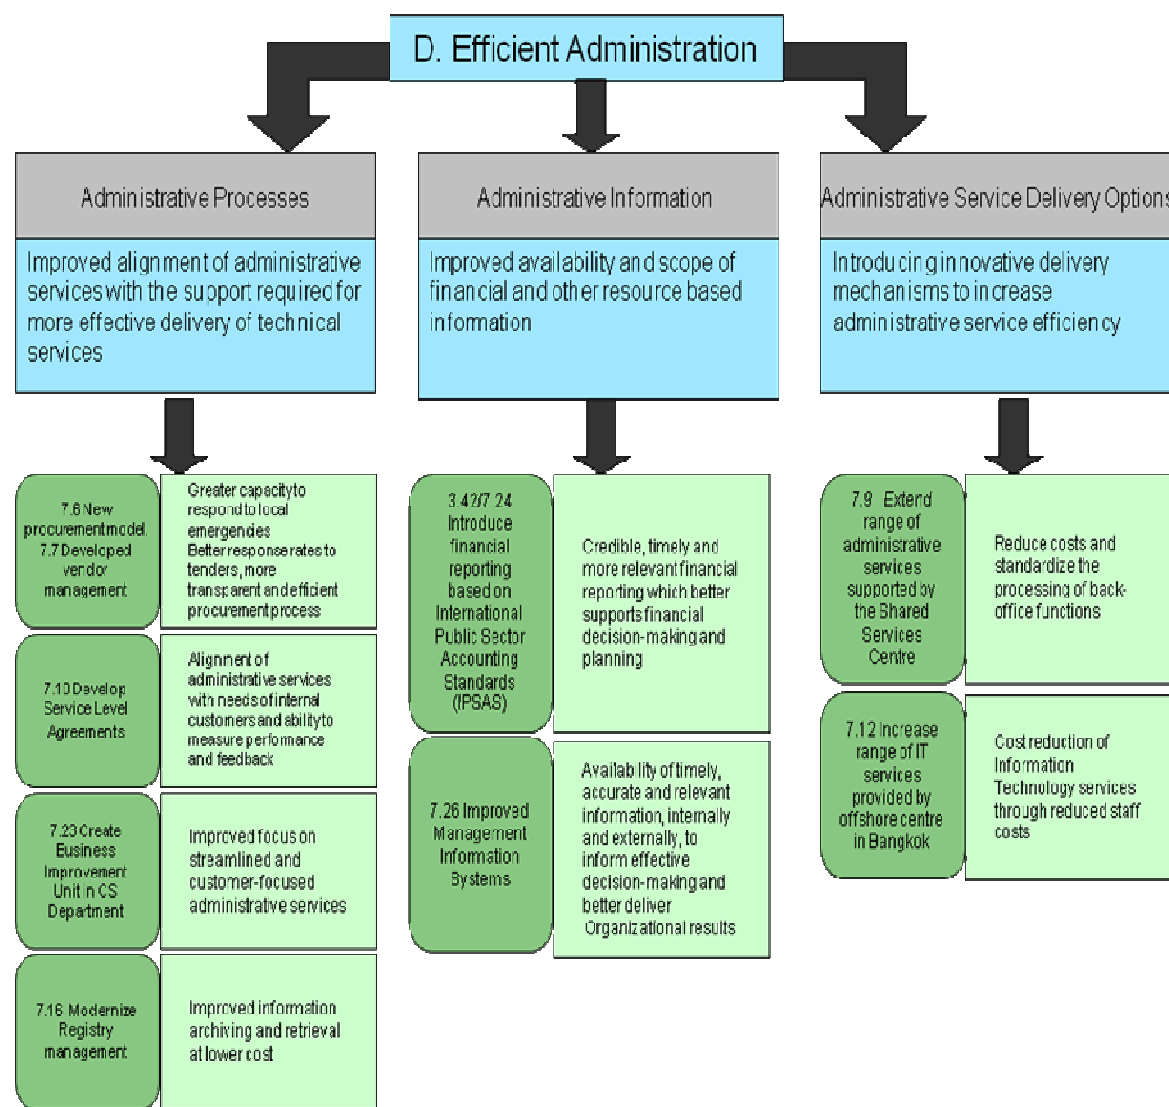 D. Efficient Administration
Administrative Processes
Improved alignment of administrative
services with the support required for
more effective delivery of technical
services
7.6 New
procurement model.
7.7 Developed
vendor
management
Greater capacity to
respond to local
emergencies
Better response rates to
tenders, more
transparent and efficient
procurement process
7.10 Develop
Service Level
Agreements
Alignment of
administrative services
with needs of internal
customers and ability to
measure performance
and feedback
7.23 Create
Business
Improvement
Unit in CS
Department
Improved focus on
streamlined and
customer-focused
administrative services
7.16 Modernize
Registry
management
Improved information
archiving and retrieval
at lower cost
Administrative Information
Improved availability and scope of
financial and other resource based
information
3.42/7.24
Introduce
financial
reporting
based on
International
Public Sector
Accounting
Standards
(IPSAS)
Credible, timely and
more relevant financial
reporting which better
supports financial
decision-making and
planning
7.26 Improved
Management
Information
Systems
Availability of timely,
accurate and relevant
information, internally
and externally, to
inform effective
decision-making and
better deliver
Organizational results
Administrative Service Delivery Options
Introducing innovative delivery
mechanisms to increase
administrative service efficiency
7.9 Extend
range of
administrative
services
supported by
the Shared
Services
Centre
Reduce costs and
standardize the
processing of back-
office functions
7.12 Increase
range of IT
services
provided by
offshore centre
in Bangkok
Cost reduction of
Information
Technology services
through reduced staff
costs